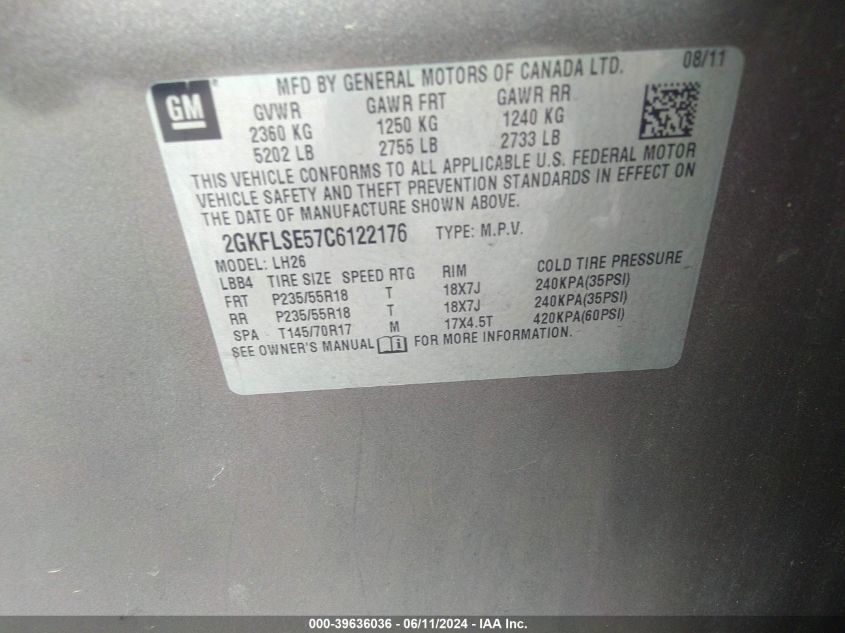 MFD BY GENERAL MOTORS OF CANADA LTD. 08/11
GM
GVWR GAWR FRT GAWR RR
2360 KG 1250 KG 1240 KG
5202 LB 2755 LB 2733 LB
THIS VEHICLE CONFORMS TO ALL APPLICABLE U.S. FEDERAL MOTOR
VEHICLE SAFETY AND THEFT PREVENTION STANDARDS IN EFFECT ON
THE DATE OF MANUFACTURE SHOWN ABOVE.
2GKFLSE57C6122176 TYPE: M.P.V.
MODEL: LH26
LBB4 TIRE SIZE SPEED RTG RIM COLD TIRE PRESSURE
FRT P235/55R18 T 18X7J 240KPA(35PSI)
RR P235/55R18 T 18X7J 240KPA(35PSI)
SPA T145/70R17 M 17X4.5T 420KPA(60PSI)
SEE OWNER'S MANUAL i FOR MORE INFORMATION.
000-39636036 - 06/11/2024 - IAA Inc.